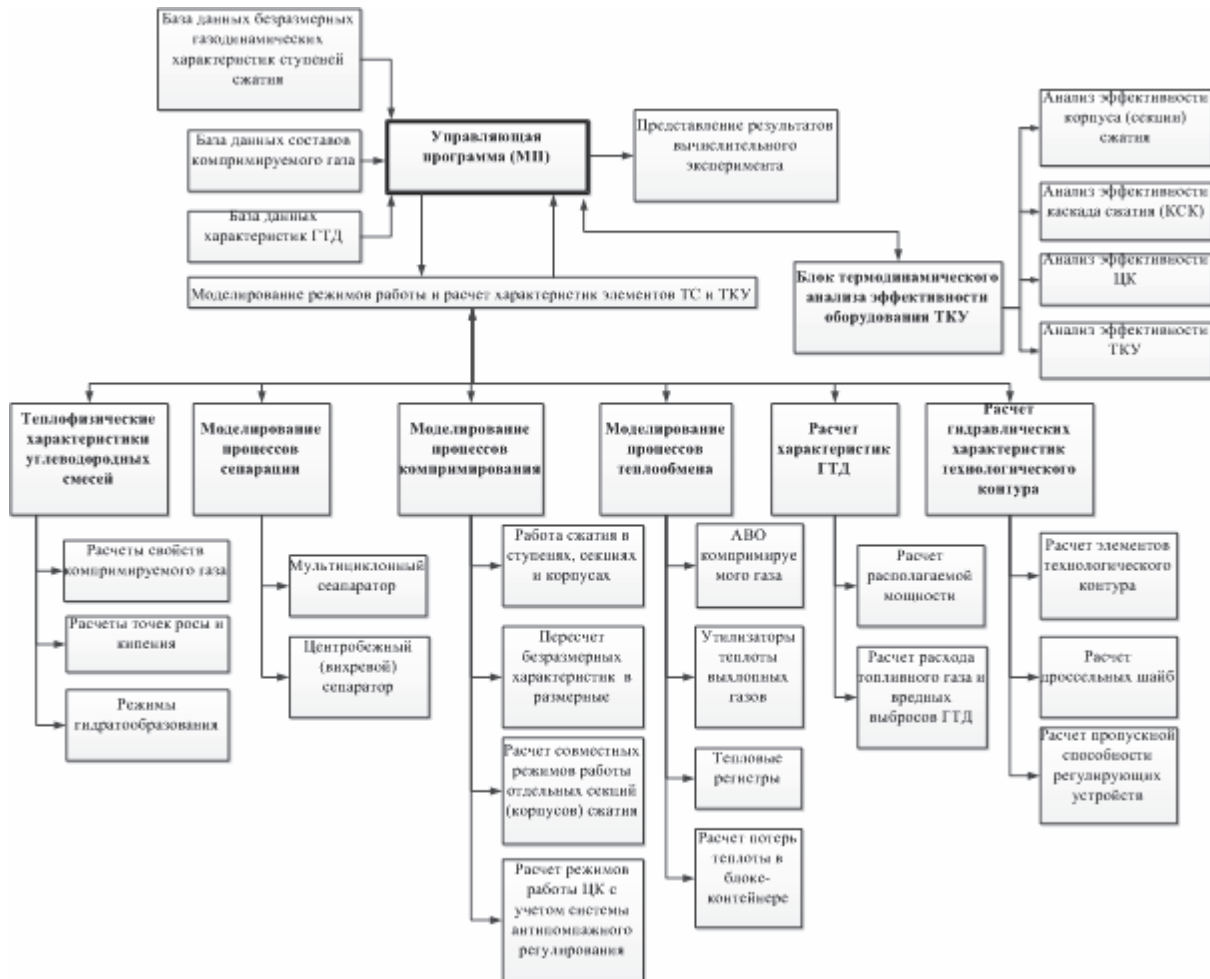 База данных безразмерных
газодинамических
характеристик ступеней
сжатия
База данных составов
компримируемого газа
База данных
характеристик ГТД
Управляющая
программа (МП)
Представление результатов
вычислительного
эксперимента
Моделирование режимов работы и расчет характеристик элементов ТС и ТКУ
Блок термодинамического
анализа эффективности
оборудования ТКУ
Анализ эффективности
корпуса (секции)
сжатия
Анализ эффективности
каскада сжатия (КСК)
Анализ эффективности
ЦК
Анализ эффективности
ТКУ
Теплофизические
характеристики
углеводородных
смесей
Расчеты свойств
компримируемого газа
Расчеты точек росы и
кипения
Режимы
гидратообразования
Моделирование
процессов
сепарации
Мультициклонный
сеапаратор
Центробежный
(вихревой)
сепаратор
Моделирование
процессов
компримирования
Работа сжатия в
ступенях, секциях
и корпусах
Пересчет
безразмерных
характеристик в
размерные
Расчет совместных
режимов работы
отдельных секций
(корпусов) сжатия
Расчет режимов
работы ЦК с
учетом системы
антипомпажного
регулирования
Моделирование
процессов
теплообмена
АВО
компримируе
мого газа
Утилизаторы
теплоты
выхлопных
газов
Тепловые
регистры
Расчет потерь
теплоты в
блоке-
контейнере
Расчет
характеристик
ГТД
Расчет
располагаемой
мощности
Расчет расхода
топливного газа и
вредных
выбросов ГТД
Расчет
гидравлических
характеристик
технологического
контура
Расчет элементов
технологического
контура
Расчет
дроссельных шайб
Расчет пропускной
способности
регулирующих
устройств